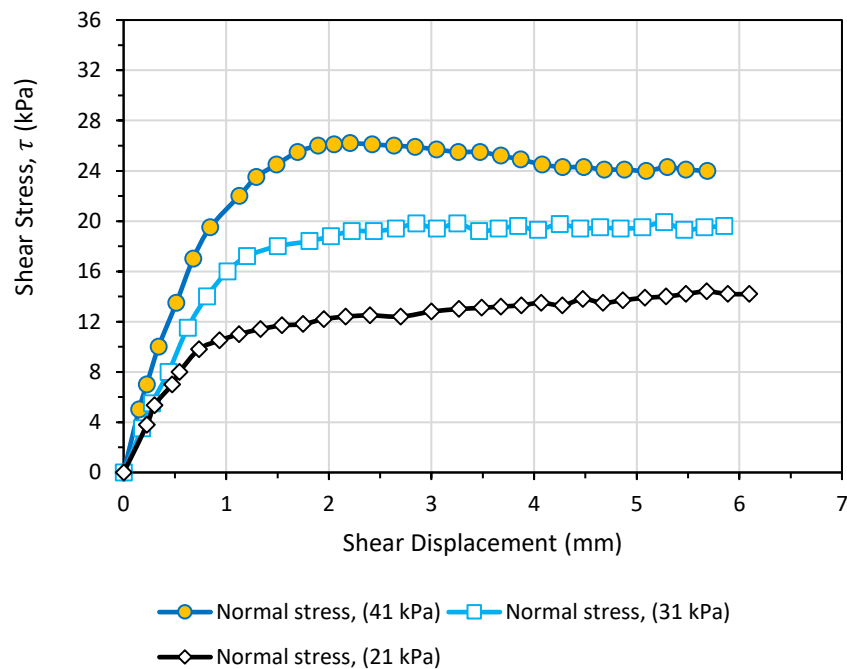 36
32
28
24
20
16
12
8
4
0
Shear Stress, τ (kPa)
0 1 2 3 4 5 6 7
Shear Displacement (mm)
Normal stress, (41 kPa) Normal stress, (31 kPa)
Normal stress, (21 kPa)